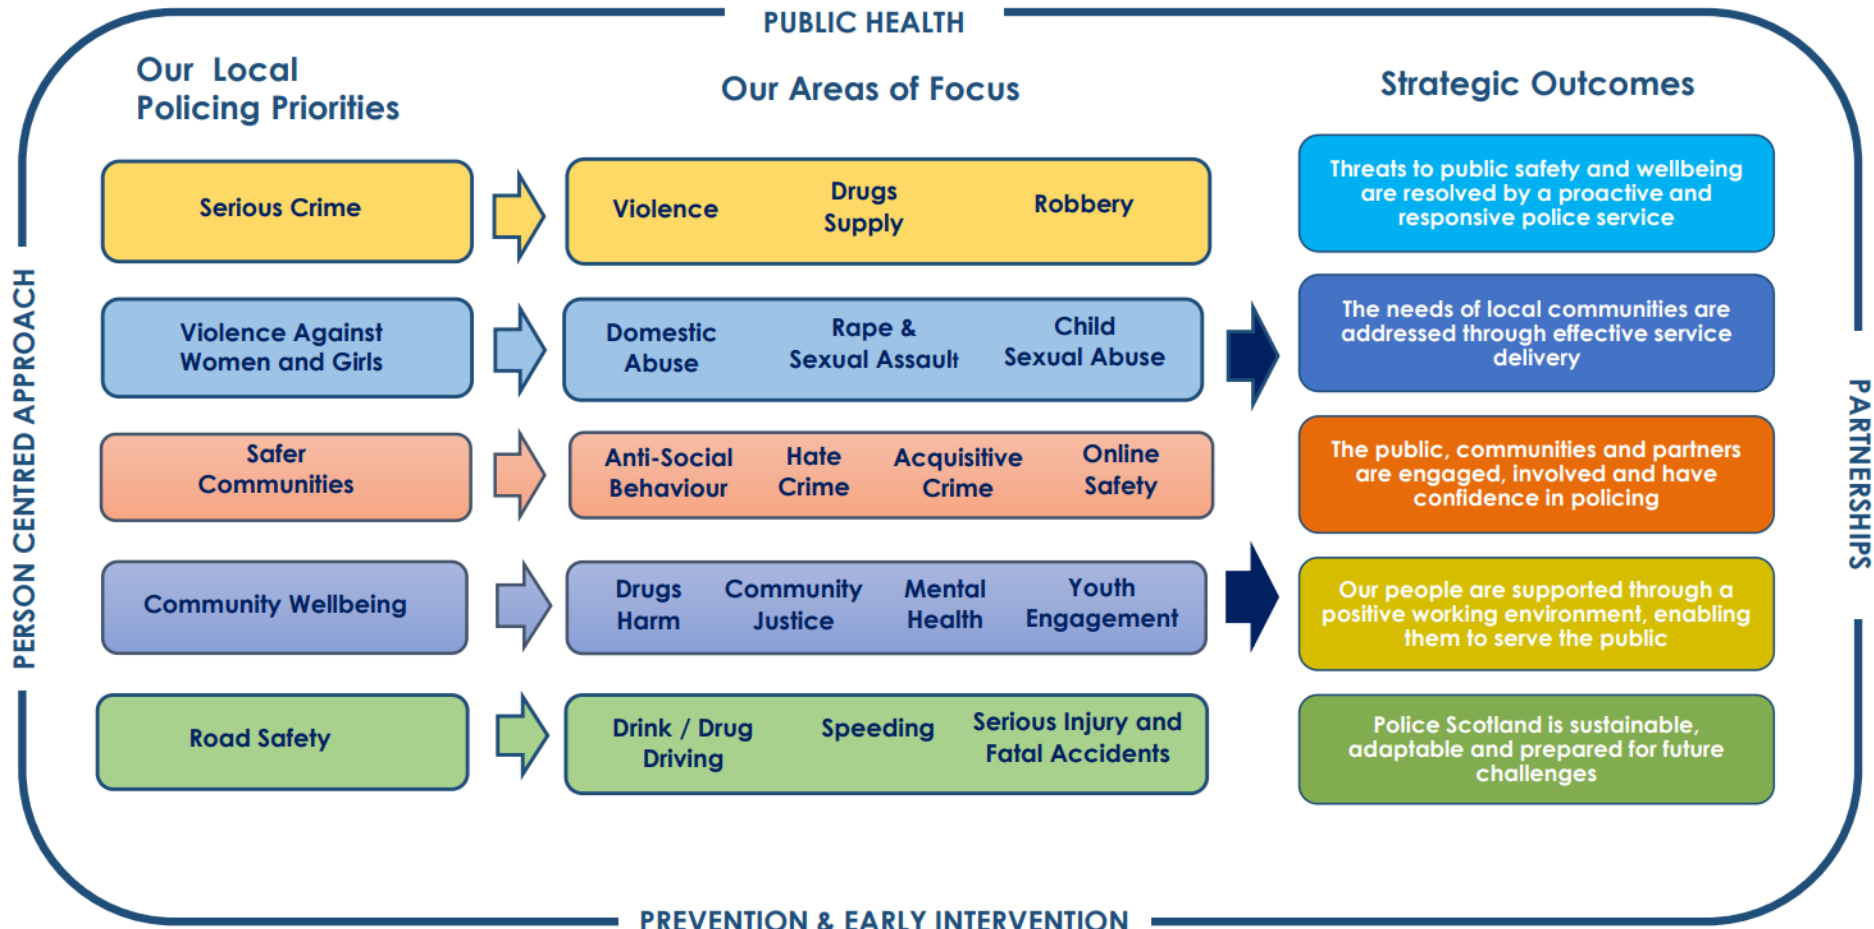 PUBLIC HEALTH
Our Local
Policing Priorities
Our Areas of Focus
Strategic Outcomes
PERSON CENTRED APPROACH
Serious Crime
Violence
Drugs
Supply
Robbery
Threats to public safety and wellbeing
are resolved by a proactive and
responsive police service
Violence Against
Women and Girls
Domestic
Abuse
Rape &
Sexual Assault
Child
Sexual Abuse
The needs of local communities are
addressed through effective service
delivery
Safer
Communities
Anti-Social
Behaviour
Hate
Crime
Acquisitive
Crime
Online
Safety
The public, communities and partners
are engaged, involved and have
confidence in policing
Community Wellbeing
Drugs
Harm
Community
Justice
Mental
Health
Youth
Engagement
Our people are supported through a
positive working environment, enabling
them to serve the public
Road Safety
Drink / Drug
Driving
Speeding
Serious Injury and
Fatal Accidents
Police Scotland is sustainable,
adaptable and prepared for future
challenges
PARTNERSHIPS
PREVENTION & EARLY INTERVENTION